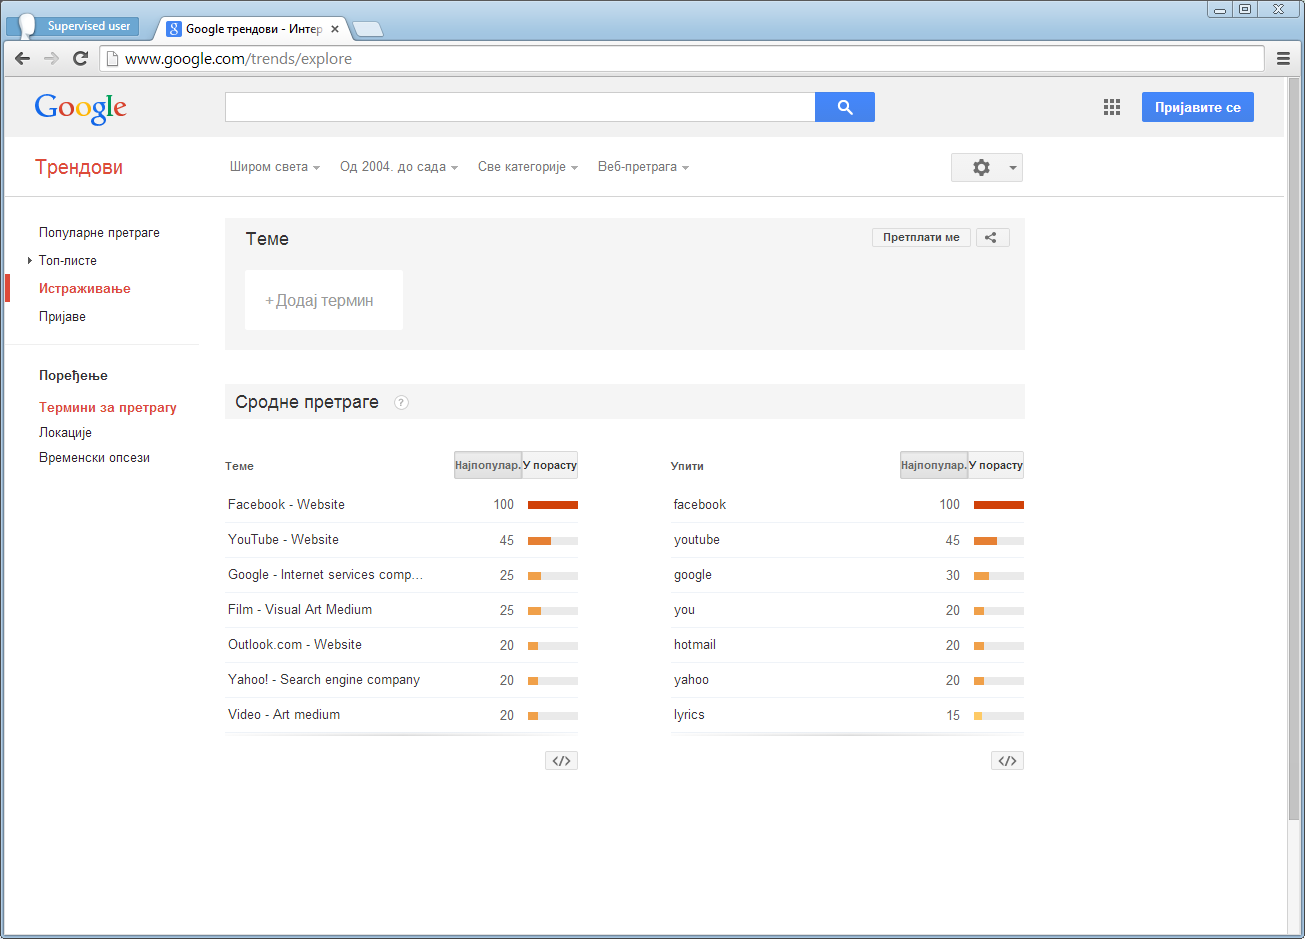 Supervised user
Google трендови - Интер
www.google.com/trends/explore
Google
Пријавите се
Трендови
Широм света
Од 2004. до сада
Све категорије
Веб-претрага
Популарне претраге
Топ-листе
Истраживање
Пријаве
Поређење
Термини за претрагу
Локације
Временски опсези
Теме
Претплати ме
+Додај термин
Сродне претраге ?
Теме Најпопулар. У порасту
Facebook - Website 100
YouTube - Website 45
Google - Internet services comp... 25
Film - Visual Art Medium 25
Outlook.com - Website 20
Yahoo! - Search engine company 20
Video - Art medium 20
</>
Упити Најпопулар. У порасту
facebook 100
youtube 45
google 30
you 20
hotmail 20
yahoo 20
lyrics 15
</>